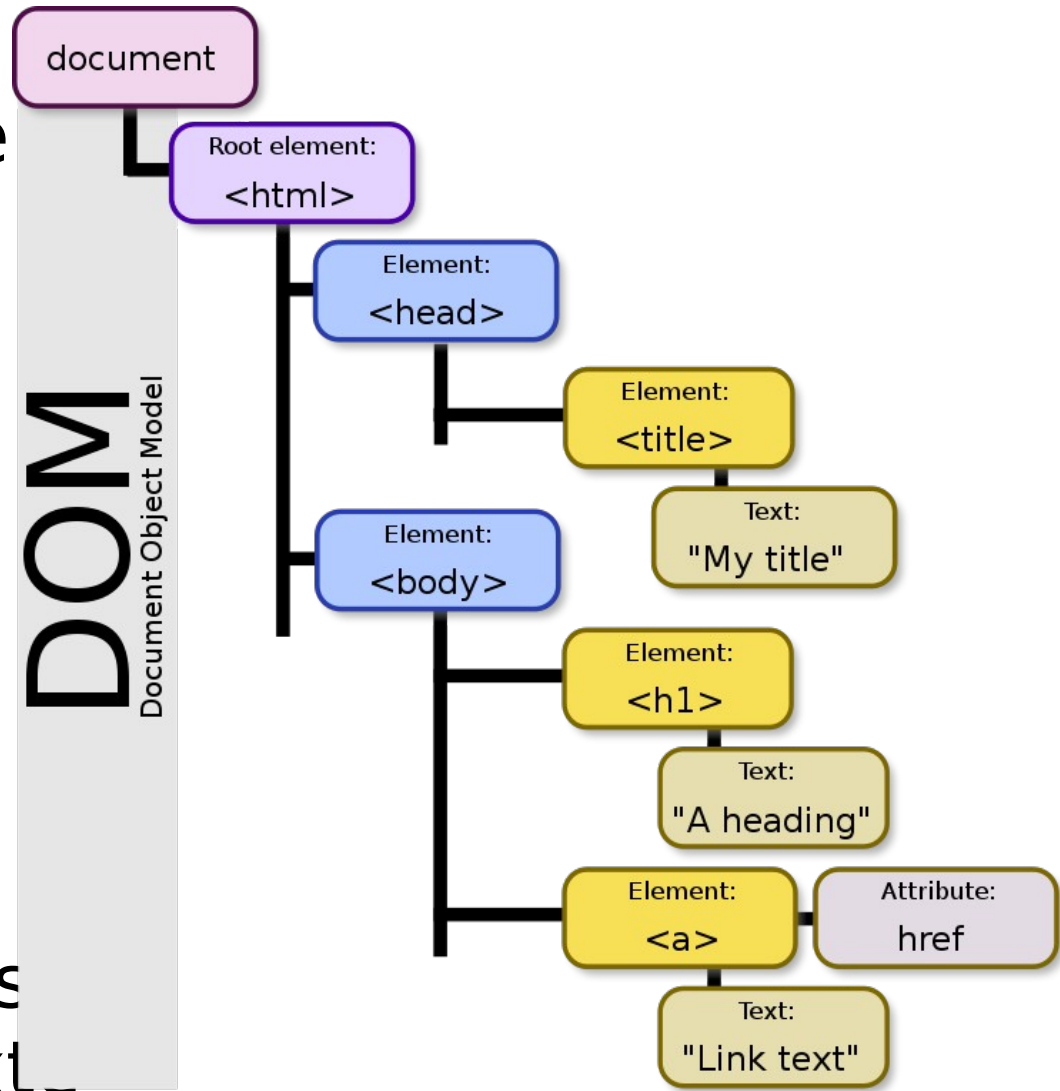 document
Root element:
<html>
Element:
<head>
Element:
<title>
Text:
"My title"
Element:
<body>
Element:
<h1>
Text:
"A heading"
Element:
<a>
Attribute:
href
Text:
"Link text"
DOM
Document Object Model